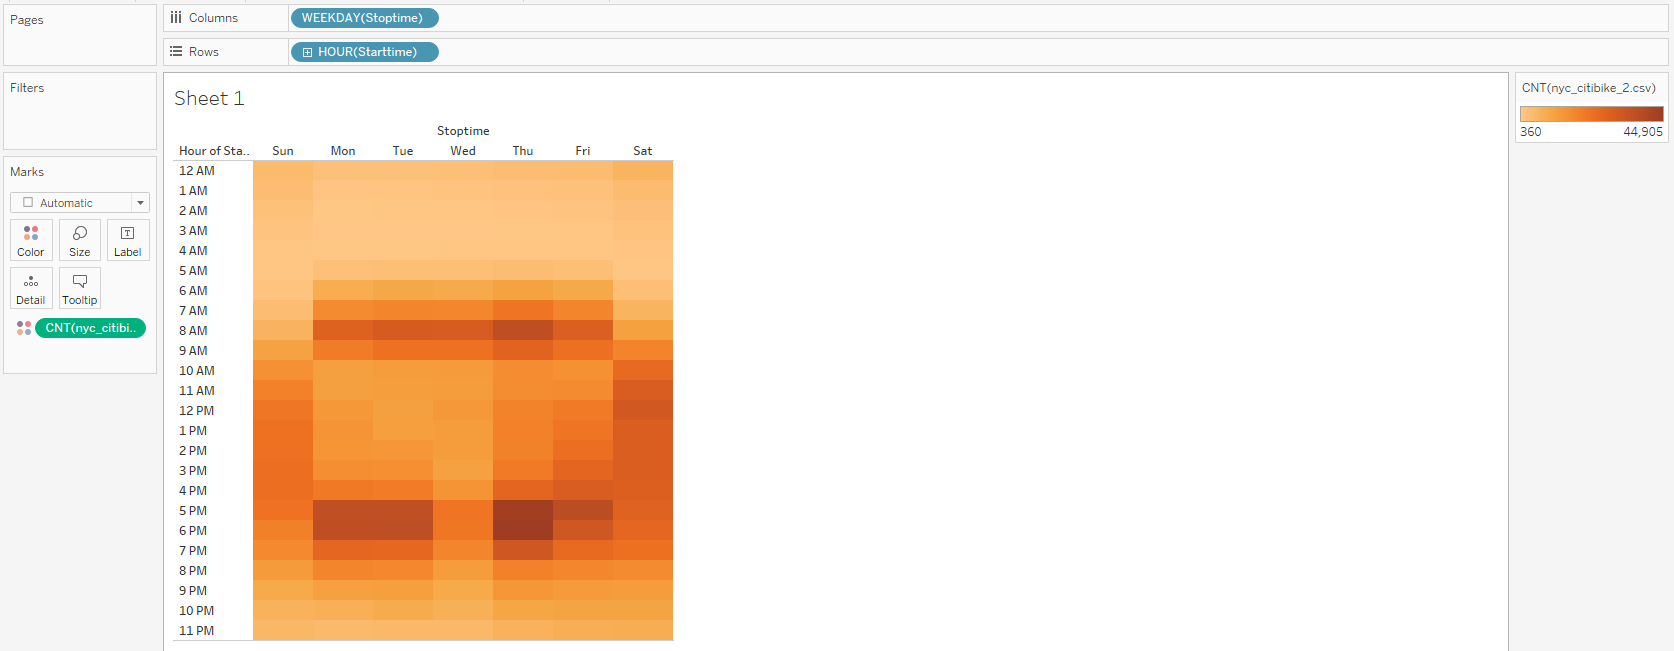 Pages
Columns
WEEKDAY(Stoptime)
Rows
HOUR(Starttime)
Filters
Marks
Automatic
Color
Size
Label
Detail
Tooltip
CNT(nyc_citibi..
Sheet 1
Stoptime
Hour of Sta.. Sun Mon Tue Wed Thu Fri Sat
12 AM
1 AM
2 AM
3 AM
4 AM
5 AM
6 AM
7 AM
8 AM
9 AM
10 AM
11 AM
12 PM
1 PM
2 PM
3 PM
4 PM
5 PM
6 PM
7 PM
8 PM
9 PM
10 PM
11 PM
CNT(nyc_citibike_2.csv)
360 44,905